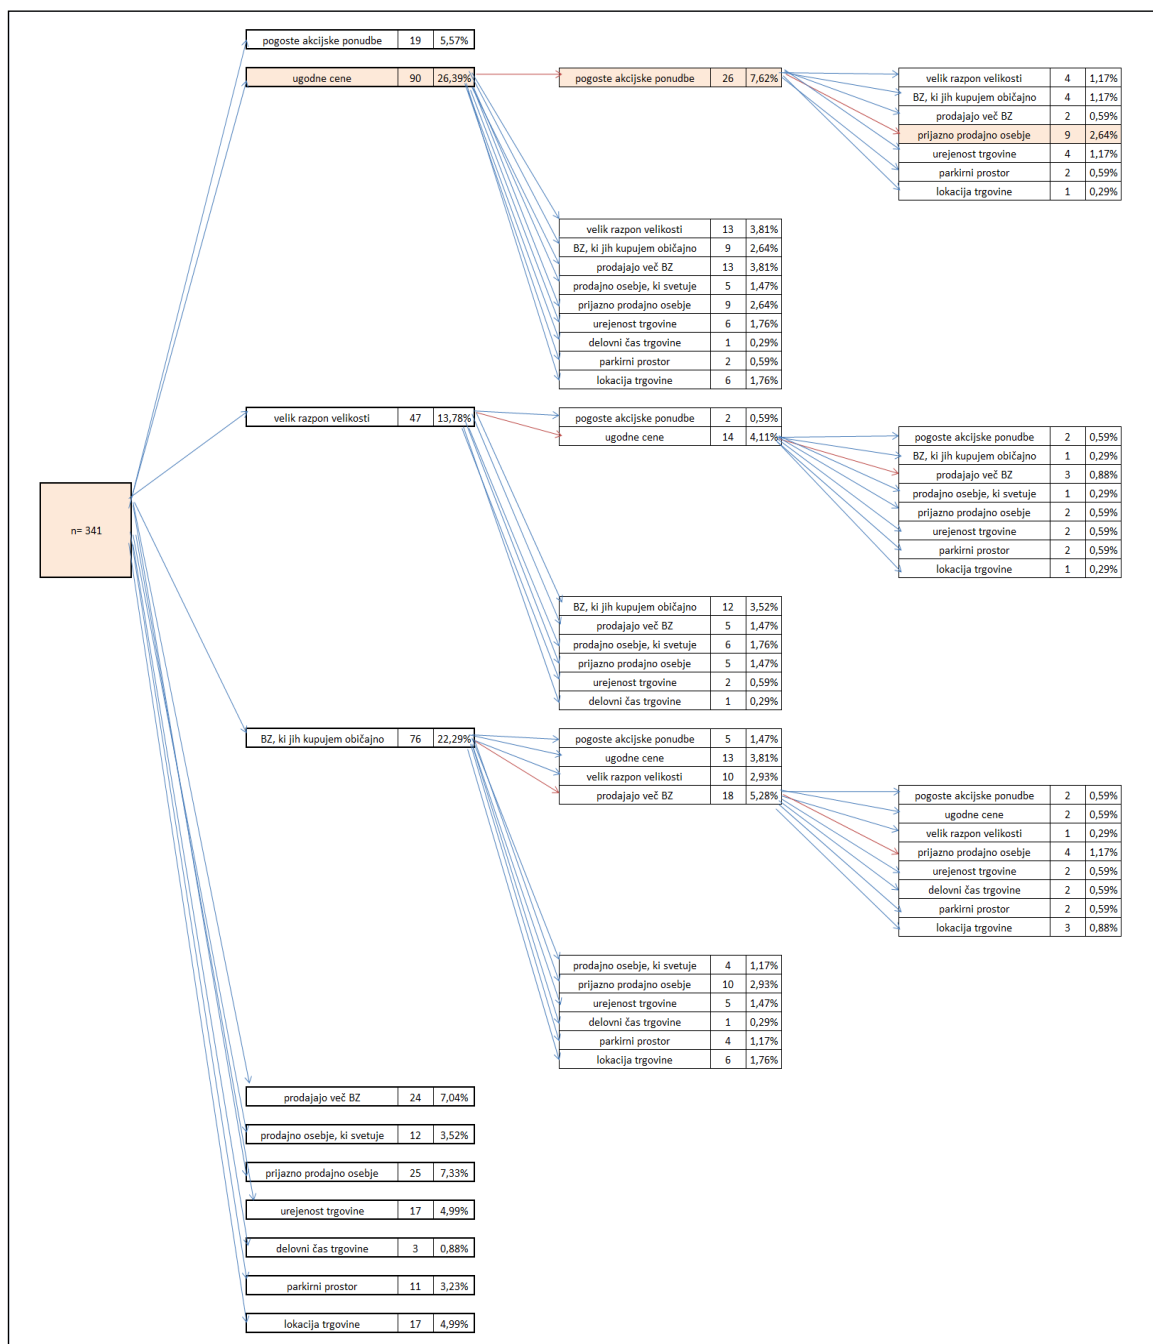 pogoste akcijske ponudbe 19 5,57%
ugodne cene 90 26,39%
pogoste akcijske ponudbe 26 7,62%
velik razpon velikosti 4 1,17%
BZ, ki jih kupujem običajno 4 1,17%
prodajajo več BZ 2 0,59%
prijazno prodajno osebje 9 2,64%
urejenost trgovine 4 1,17%
parkirni prostor 2 0,59%
lokacija trgovine 1 0,29%
velik razpon velikosti 13 3,81%
BZ, ki jih kupujem običajno 9 2,64%
prodajajo več BZ 13 3,81%
prodajno osebje, ki svetuje 5 1,47%
prijazno prodajno osebje 9 2,64%
urejenost trgovine 6 1,76%
delovni čas trgovine 1 0,29%
parkirni prostor 2 0,59%
lokacija trgovine 6 1,76%
velik razpon velikosti 47 13,78%
pogoste akcijske ponudbe 2 0,59%
ugodne cene 14 4,11%
pogoste akcijske ponudbe 2 0,59%
BZ, ki jih kupujem običajno 1 0,29%
prodajajo več BZ 3 0,88%
prodajno osebje, ki svetuje 1 0,29%
prijazno prodajno osebje 2 0,59%
urejenost trgovine 2 0,59%
parkirni prostor 2 0,59%
lokacija trgovine 1 0,29%
n= 341
BZ, ki jih kupujem običajno 12 3,52%
prodajajo več BZ 5 1,47%
prodajno osebje, ki svetuje 6 1,76%
prijazno prodajno osebje 5 1,47%
urejenost trgovine 2 0,59%
delovni čas trgovine 1 0,29%
BZ, ki jih kupujem običajno 76 22,29%
pogoste akcijske ponudbe 5 1,47%
ugodne cene 13 3,81%
velik razpon velikosti 10 2,93%
prodajajo več BZ 18 5,28%
pogoste akcijske ponudbe 2 0,59%
ugodne cene 2 0,59%
velik razpon velikosti 1 0,29%
prijazno prodajno osebje 4 1,17%
urejenost trgovine 2 0,59%
delovni čas trgovine 2 0,59%
parkirni prostor 2 0,59%
lokacija trgovine 3 0,88%
prodajno osebje, ki svetuje 4 1,17%
prijazno prodajno osebje 10 2,93%
urejenost trgovine 5 1,47%
delovni čas trgovine 1 0,29%
parkirni prostor 4 1,17%
lokacija trgovine 6 1,76%
prodajajo več BZ 24 7,04%
prodajno osebje, ki svetuje 12 3,52%
prijazno prodajno osebje 25 7,33%
urejenost trgovine 17 4,99%
delovni čas trgovine 3 0,88%
parkirni prostor 11 3,23%
lokacija trgovine 17 4,99%